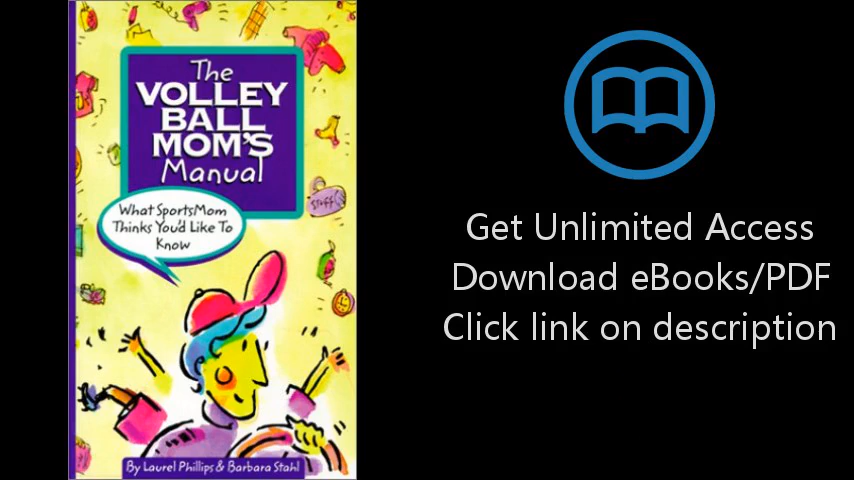 The
VOLLEY
BALL
MOM'S
Manual
What SportsMom
Thinks You'd Like To
Know
STUFF
By Laurel Phillips & Barbara Stahl
Get Unlimited Access
Download eBooks/PDF
Click link on description